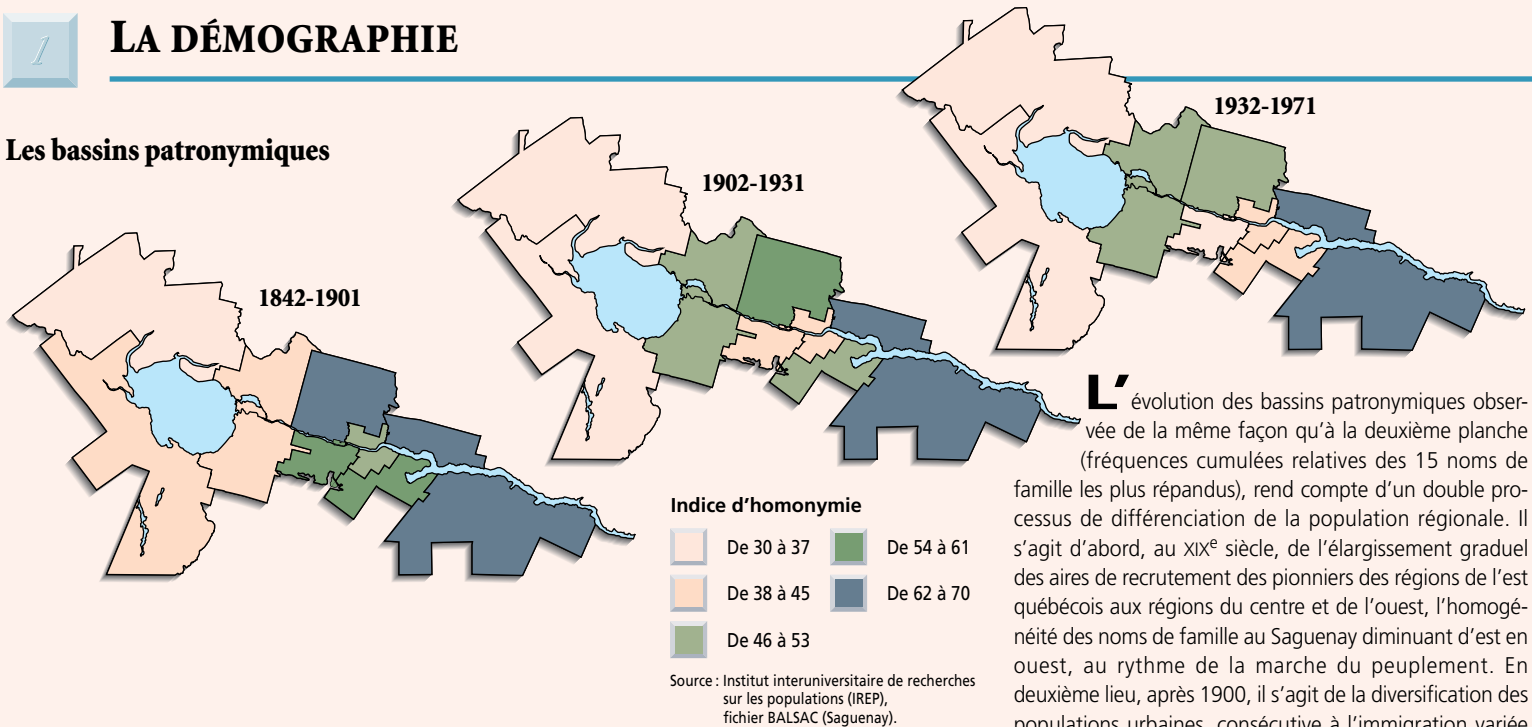 1
LA DÉMOGRAPHIE
Les bassins patronymiques
1842-1901
1902-1931
1932-1971
Indice d'homonymie
De 30 à 37
De 38 à 45
De 46 à 53
De 54 à 61
De 62 à 70
Source : Institut interuniversitaire de recherches
sur les populations (IREP),
fichier BALSAC (Saguenay).
L'évolution des bassins patronymiques obser-
vée de la même façon qu'à la deuxième planche
(fréquences cumulées relatives des 15 noms de
famille les plus répandus), rend compte d'un double pro-
cessus de différenciation de la population régionale. Il
s'agit d'abord, au XIXe siècle, de l'élargissement graduel
des aires de recrutement des pionniers des régions de l'est
québécois aux régions du centre et de l'ouest, l'homogé-
néité des noms de famille au Saguenay diminuant d'est en
ouest, au rythme de la marche du peuplement. En
deuxième lieu, après 1900, il s'agit de la diversification des
populations urbaines, consécutive à l'immigration variée